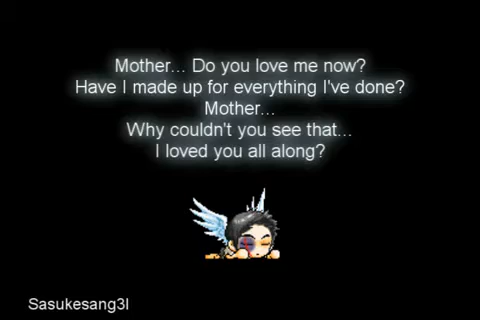 Mother... Do you love me now?
Have I made up for everything I've done?
Mother...
Why couldn't you see that...
I loved you all along?
Sasukesang3l